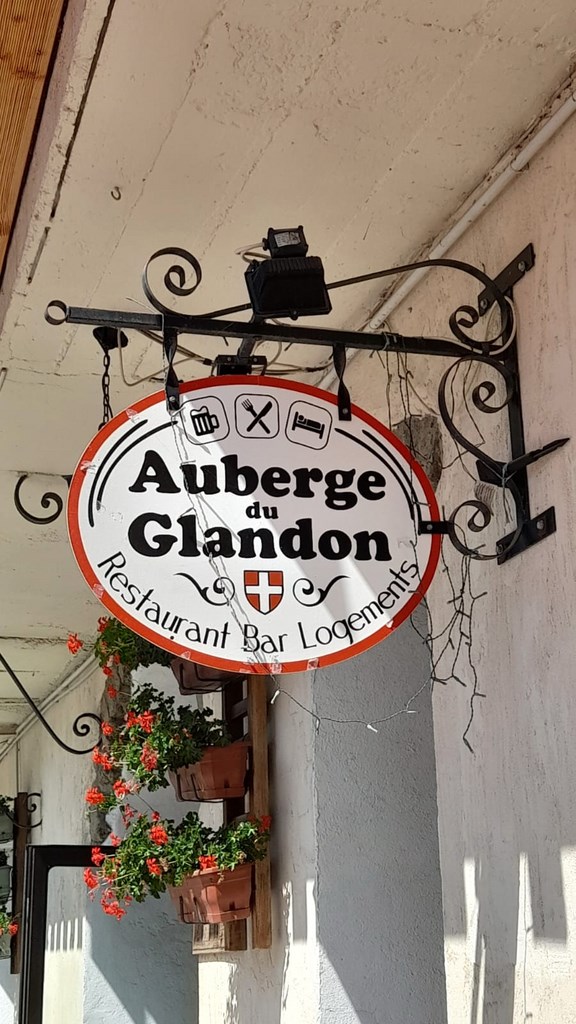 Auberge
du
Glandon
Restaurant Bar Logements